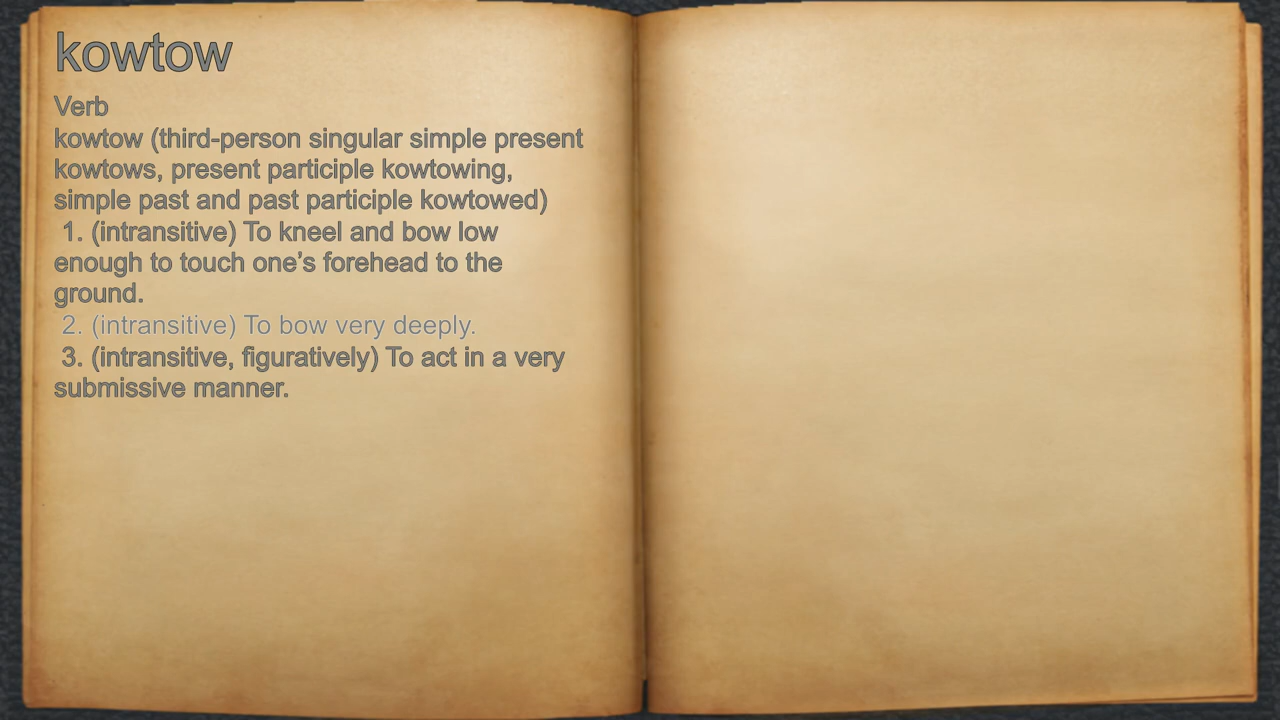 kowtow
Verb
kowtow (third-person singular simple present
kowtows, present participle kowtowing,
simple past and past participle kowtowed)
1. (intransitive) To kneel and bow low
enough to touch one’s forehead to the
ground.
2. (intransitive) To bow very deeply.
3. (intransitive, figuratively) To act in a very
submissive manner.